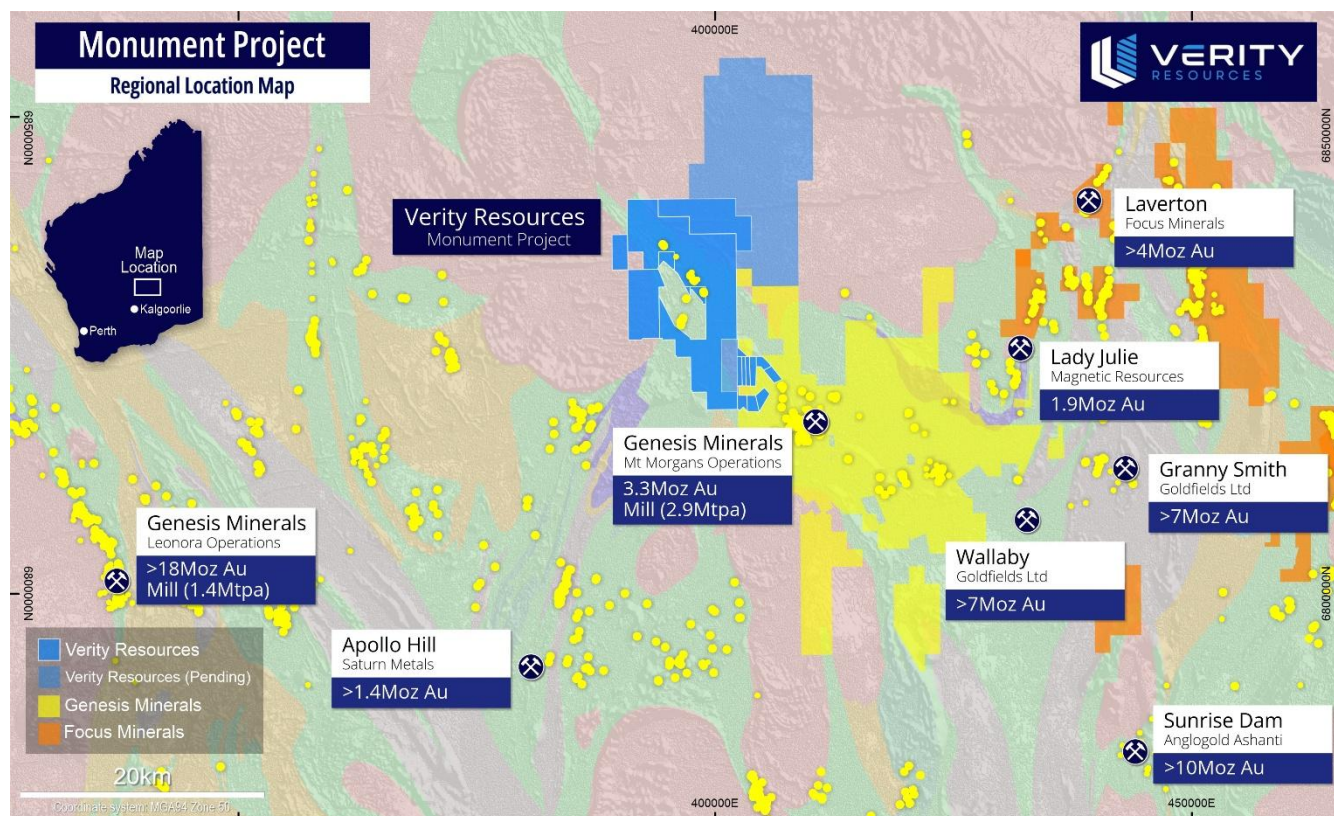 Monument Project
Regional Location Map
400000E
VERITY
RESOURCES
6850000N
6850000N
Map
Location
Kalgoorlie
Perth
Verity Resources
Monument Project
Laverton
Focus Minerals
>4Moz Au
Lady Julie
Magnetic Resources
1.9Moz Au
Genesis Minerals
Mt Morgans Operations
3.3Moz Au
Mill (2.9Mtpa)
Granny Smith
Goldfields Ltd
>7Moz Au
Genesis Minerals
Leonora Operations
>18Moz Au
Mill (1.4Mtpa)
Wallaby
Goldfields Ltd
>7Moz Au
6800000N
6800000N
Apollo Hill
Saturn Metals
>1.4Moz Au
Verity Resources
Verity Resources (Pending)
Genesis Minerals
Focus Minerals
Sunrise Dam
Anglogold Ashanti
>10Moz Au
20km
Coordinate system: MGA94 Zone 50
400000E
450000E